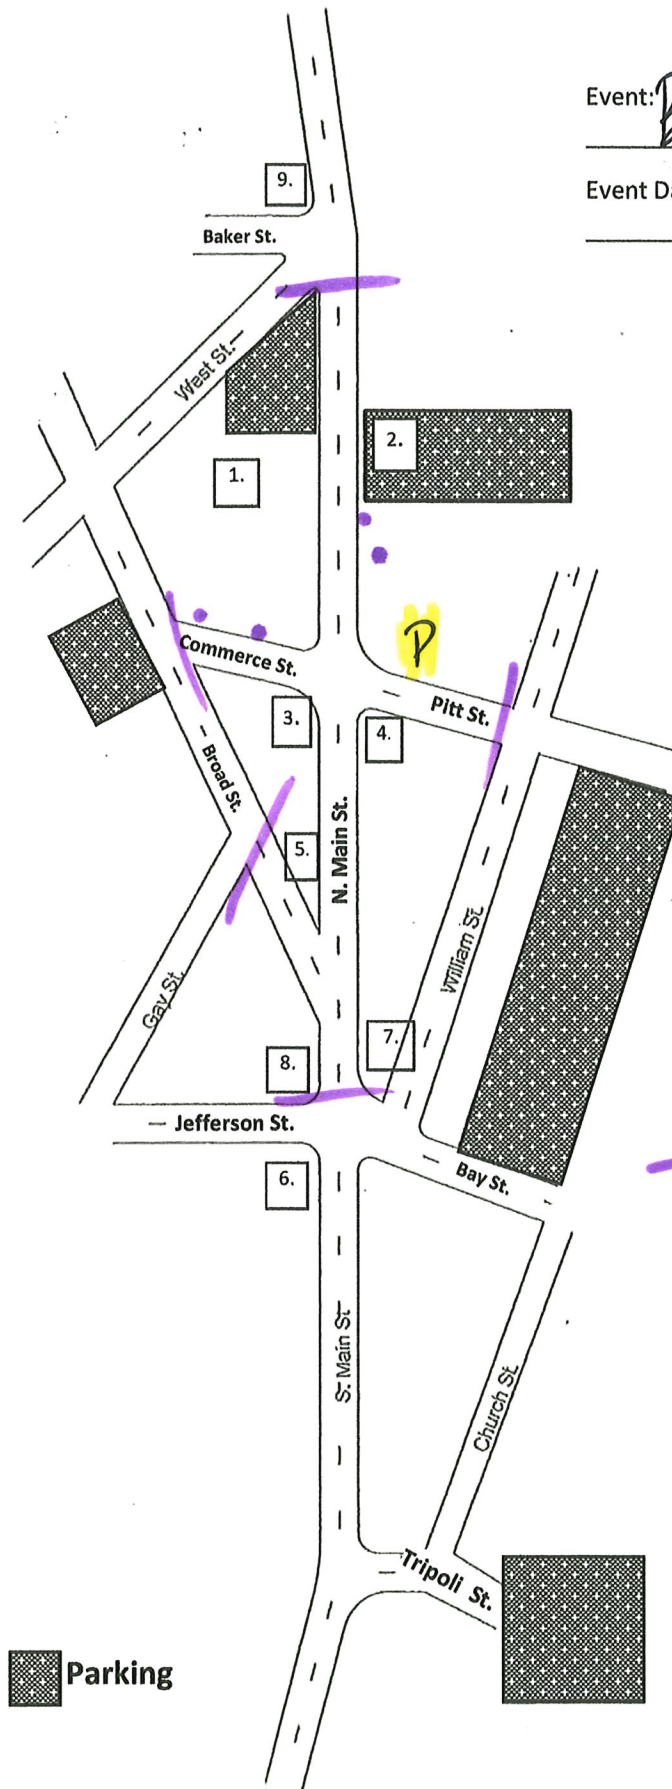 Event:
9.
Event Da
Baker St.
West St.
2.
1.
P
Commerce St.
Pitt St.
3.
4.
Broad St.
N. Main St.
5.
William St.
Gay St.
7.
8.
Jefferson St.
Bay St.
6.
S. Main St
Church St.
Tripoli St.
Parking